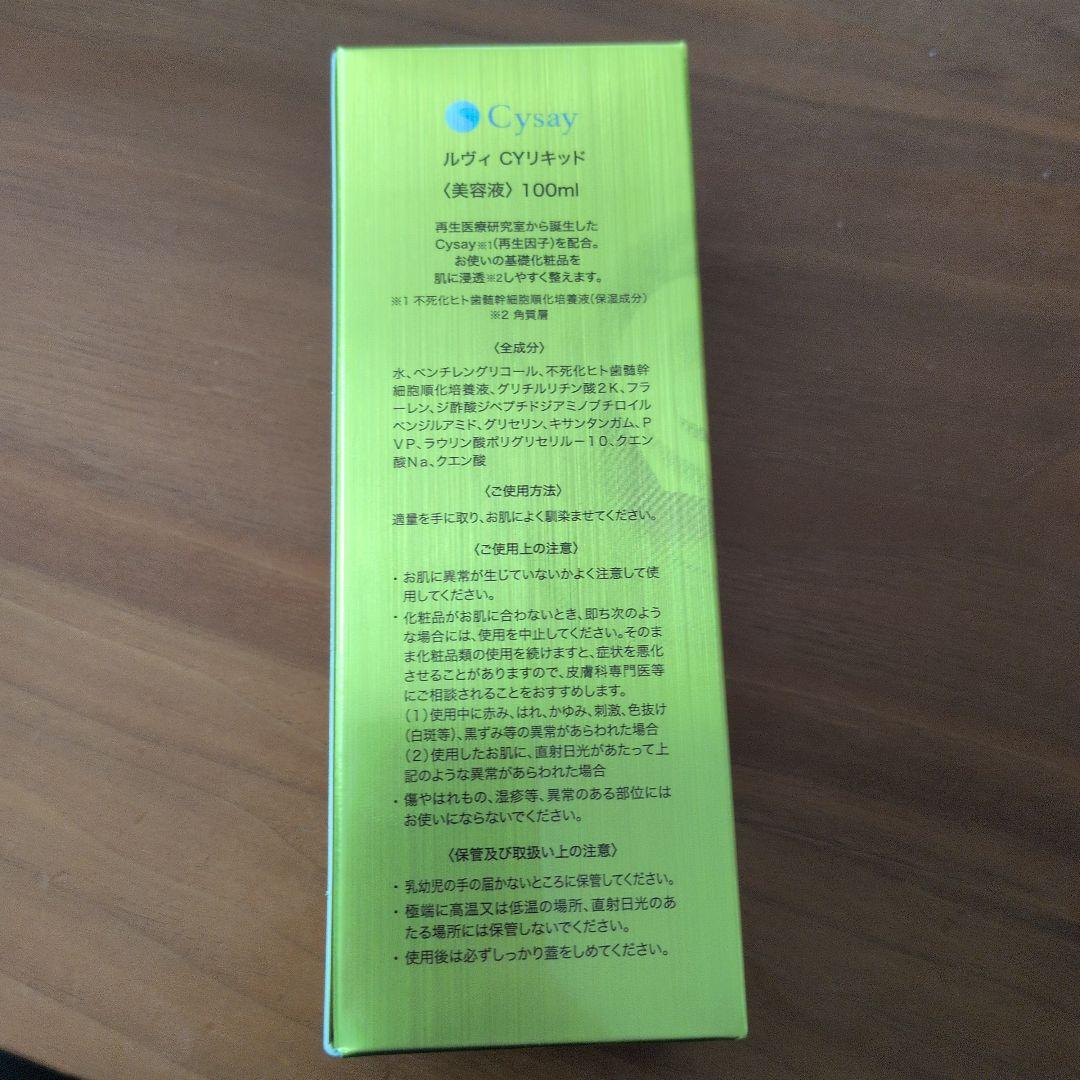 Cysay
ルヴィ CYリキッド
〈美容液〉 100ml
再生医療研究室から誕生した
Cysay※1(再生因子)を配合。
お使いの基礎化粧品を
肌に浸透※2しやすく整えます。
※1 不死化ヒト歯髄幹細胞順化培養液(保湿成分)
※2 角質層
〈全成分〉
水、ペンチレングリコール、不死化ヒト歯髄幹
細胞順化培養液、グリチルリチン酸2K、フラ
ーレン、ジ酢酸ジペプチドジアミノブチロイル
ベンジルアミド、グリセリン、キサンタンガム、P
VP、ラウリン酸ポリグリセリル－10、クエン
酸Na、クエン酸
〈ご使用方法〉
適量を手に取り、お肌によく馴染ませてください。
〈ご使用上の注意〉
・お肌に異常が生じていないかよく注意して使
用してください。
・化粧品がお肌に合わないとき、即ち次のよう
な場合には、使用を中止してください。そのま
ま化粧品類の使用を続けますと、症状を悪化
させることがありますので、皮膚科専門医等
にご相談されることをおすすめします。
(1)使用中に赤み、はれ、かゆみ、刺激、色抜け
(白斑等)、黒ずみ等の異常があらわれた場合
(2)使用したお肌に、直射日光があたって上
記のような異常があらわれた場合
・傷やはれもの、湿疹等、異常のある部位には
お使いにならないでください。
〈保管及び取扱い上の注意〉
・乳幼児の手の届かないところに保管してください。
・極端に高温又は低温の場所、直射日光のあ
たる場所には保管しないでください。
・使用後は必ずしっかり蓋をしめてください。